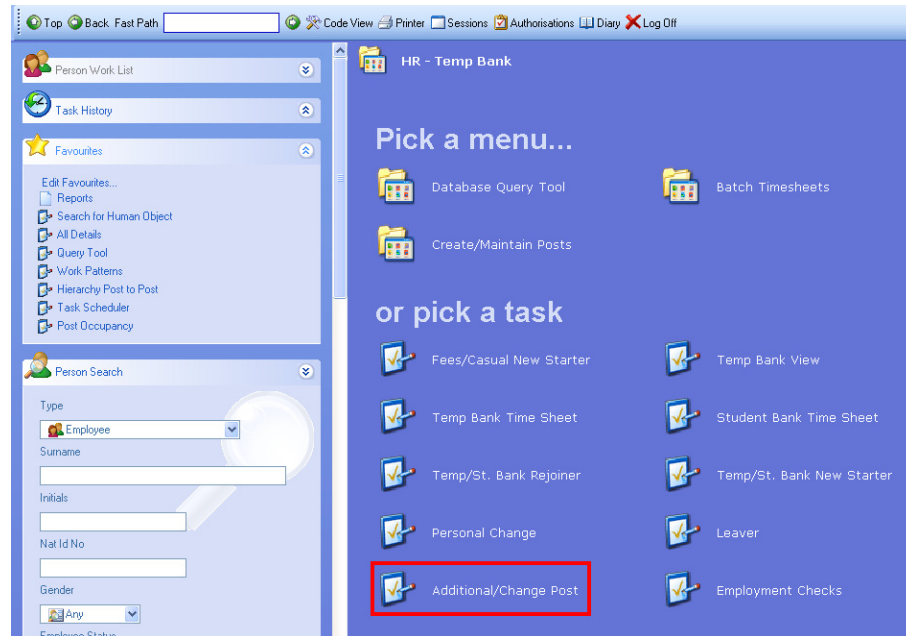 Top Back Fast Path Code View Printer Sessions Authorisations Diary Log Off
Person Work List
Task History
Favourites
Edit Favourites...
Reports
Search for Human Object
All Details
Query Tool
Work Patterns
Hierarchy Post to Post
Task Scheduler
Post Occupancy
Person Search
Type
Employee
Surname
Initials
Nat Id No
Gender
Any
Employee Status
HR - Temp Bank
Pick a menu...
Database Query Tool Batch Timesheets
Create/Maintain Posts
or pick a task
Fees/Casual New Starter Temp Bank View
Temp Bank Time Sheet Student Bank Time Sheet
Temp/St. Bank Rejoiner Temp/St. Bank New Starter
Personal Change Leaver
Additional/Change Post Employment Checks